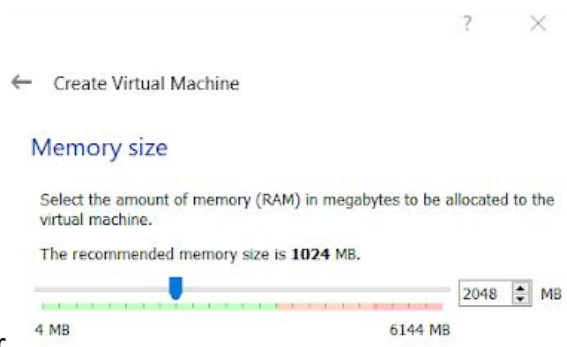 ?
← Create Virtual Machine
Memory size
Select the amount of memory (RAM) in megabytes to be allocated to the
virtual machine.
The recommended memory size is 1024 MB.
2048 MB
4 MB 6144 MB